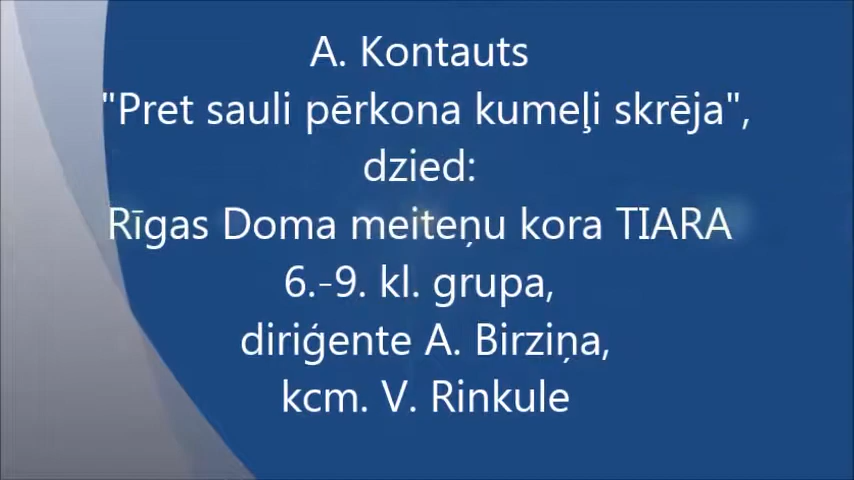 A. Kontauts
"Pret sauli pērkona kumeļi skrēja",
dzied:
Rīgas Doma meiteņu kora TIARA
6.-9. kl. grupa,
diriģente A. Birziņa,
kcm. V. Rinkule